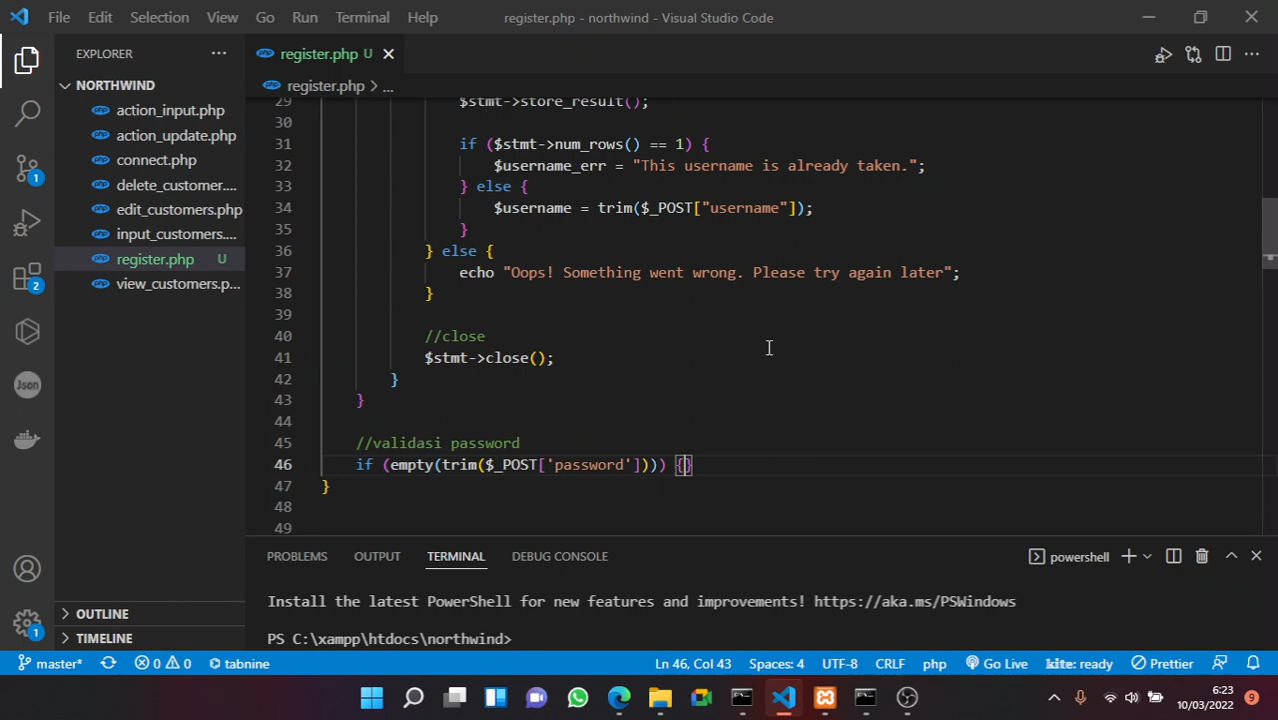 File Edit Selection View Go Run Terminal Help register.php - northwind - Visual Studio Code
EXPLORER ··· register.php U
NORTHWIND register.php > ...
action_input.php
action_update.php
connect.php
delete_customer....
edit_customers.php
input_customers....
register.php U
view_customers.p...
OUTLINE
TIMELINE
1
2
Json
1
29 $stmt->store_result();
30
31 if ($stmt->num_rows() == 1) {
32 $username_err = "This username is already taken.";
33 } else {
34 $username = trim($_POST["username"]);
35 }
36 } else {
37 echo "Oops! Something went wrong. Please try again later";
38 }
39
40 //close
41 $stmt->close();
42 }
43 }
44
45 //validasi password
46 if (empty(trim($_POST['password']))) {}
47 }
48
49
PROBLEMS OUTPUT TERMINAL DEBUG CONSOLE powershell
Install the latest PowerShell for new features and improvements! https://aka.ms/PSWindows
PS C:\xampp\htdocs\northwind>
master* 0 0 tabnine Ln 46, Col 43 Spaces: 4 UTF-8 CRLF php Go Live kite: ready Prettier
6:23
10/03/2022 9